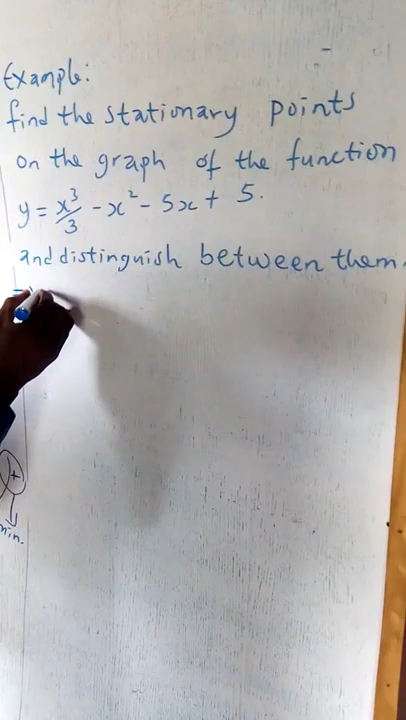 Example:
find the stationary points
on the graph of the function
y = x³/3 - x² - 5x + 5.
and distinguish between them.
+
min.